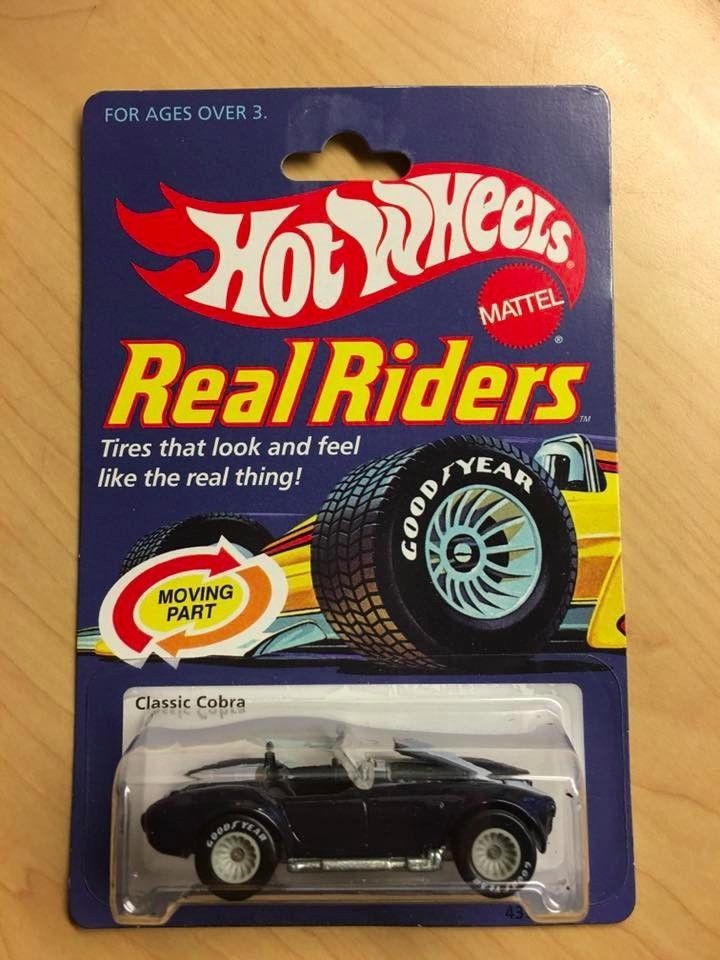 FOR AGES OVER 3.
HOT WHEELS
®
MATTEL
®
Real Riders
TM
Tires that look and feel
like the real thing!
GOODYEAR
MOVING
PART
Classic Cobra
GOODYEAR
GOODYEAR
43